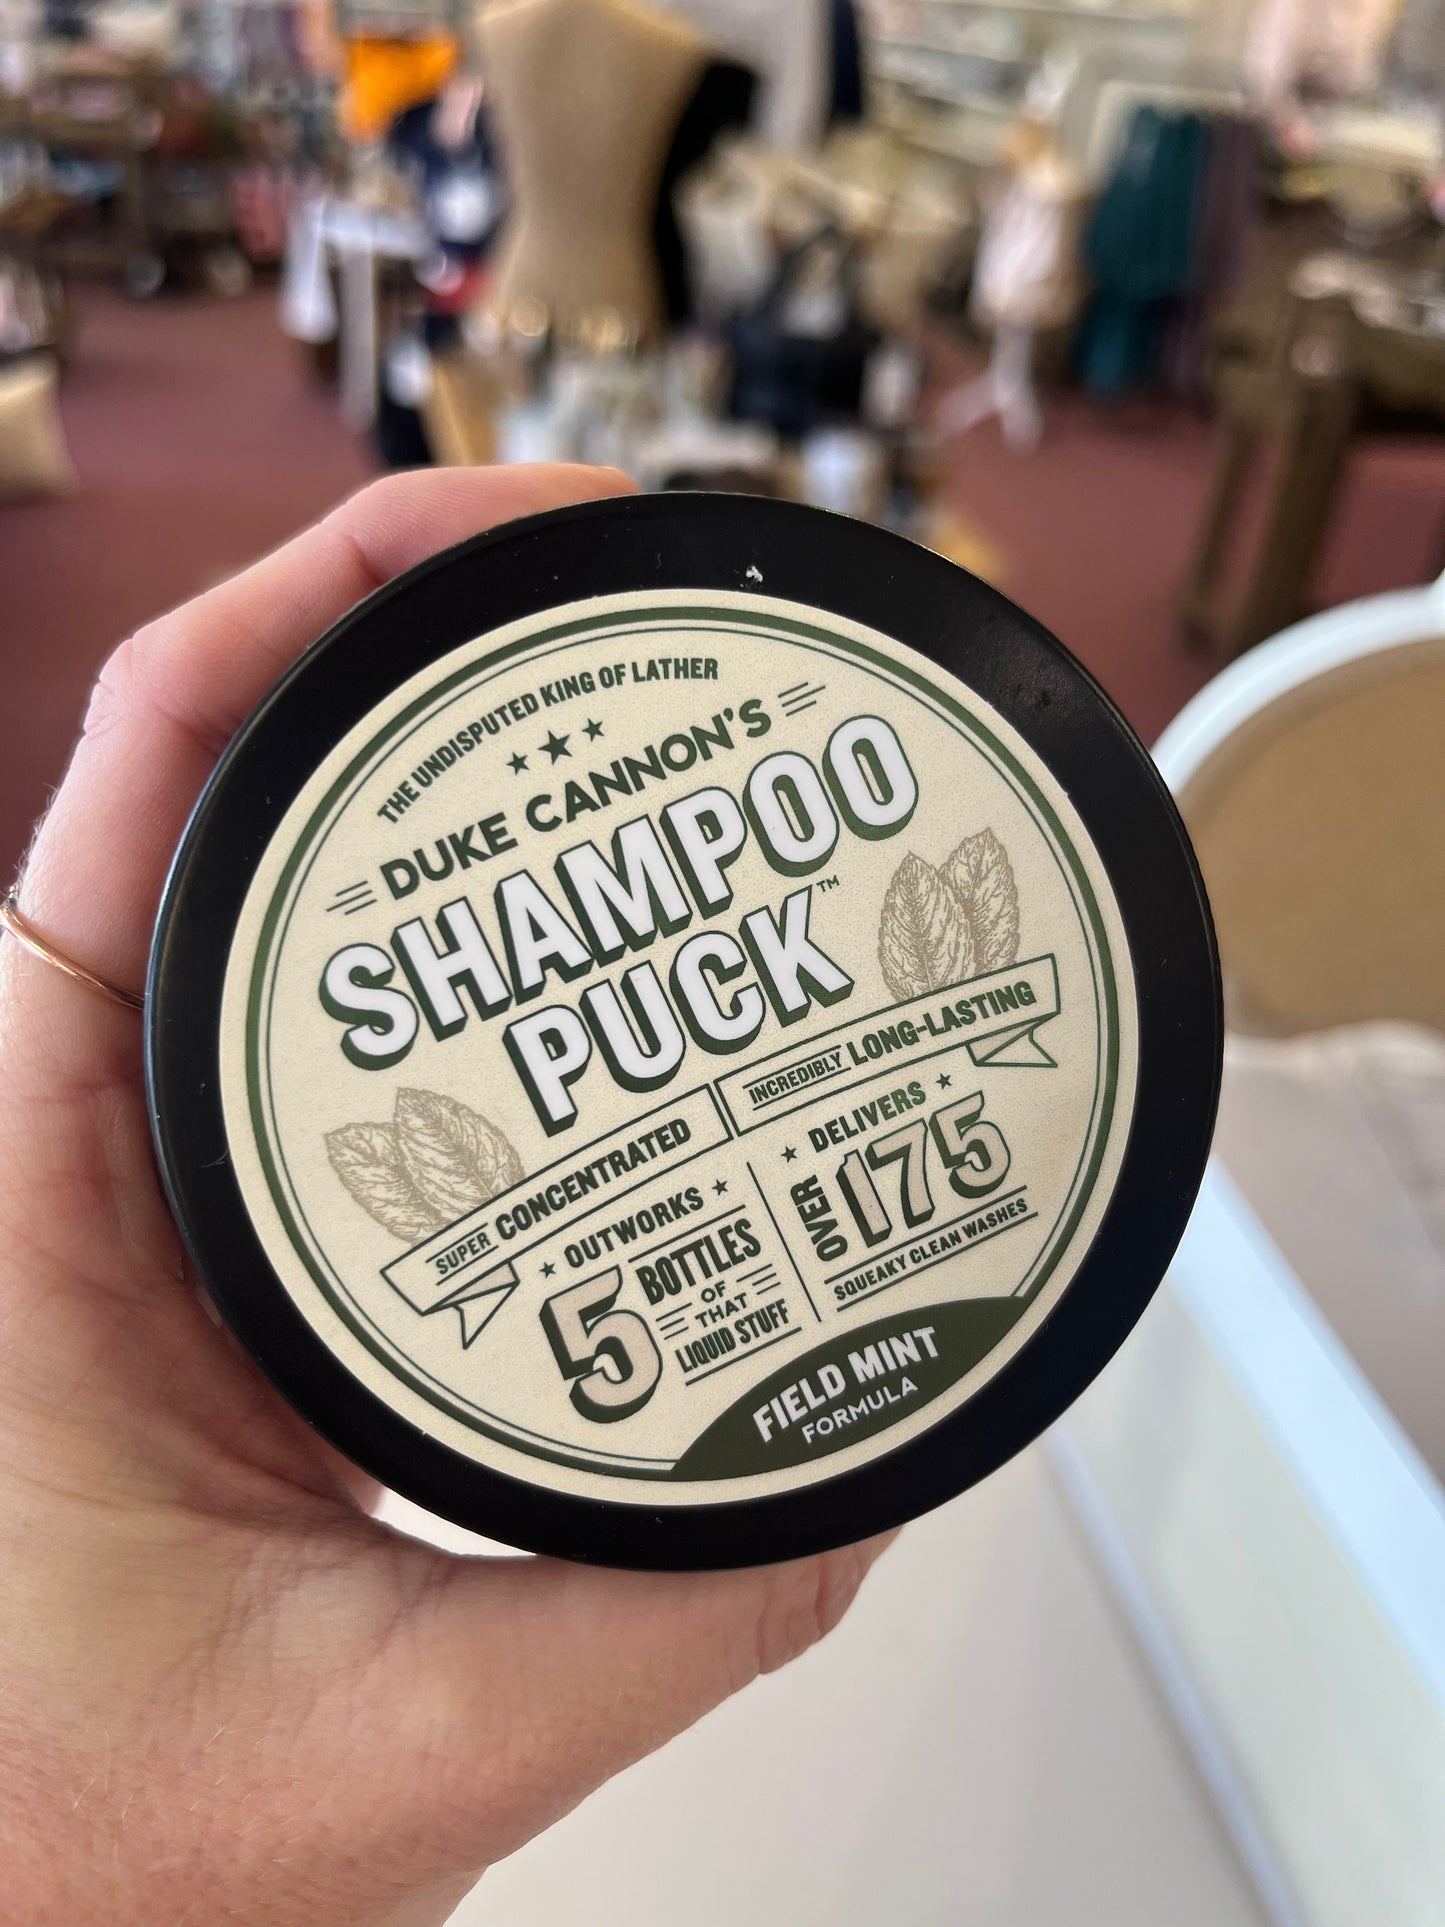 THE UNDISPUTED KING OF LATHER
DUKE CANNON'S
SHAMPOO
PUCK™
SUPER CONCENTRATED
INCREDIBLY LONG-LASTING
OUTWORKS
5 BOTTLES
OF
THAT
LIQUID STUFF
DELIVERS
OVER 175
SQUEAKY CLEAN WASHES
FIELD MINT
FORMULA